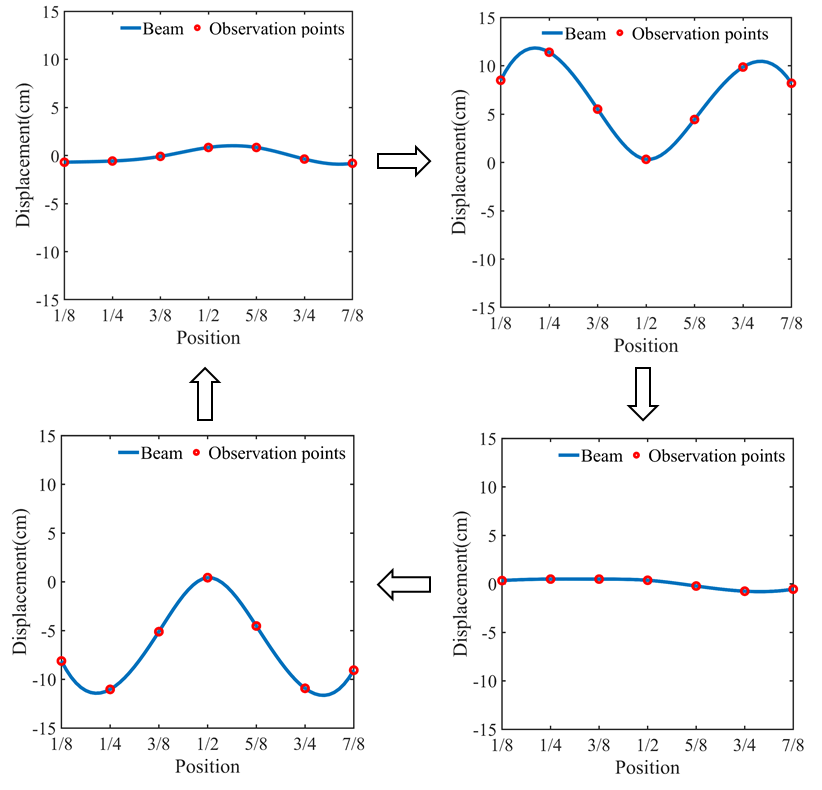 Displacement(cm)
15
10
5
0
-5
-10
-15
Beam Observation points
1/8 1/4 3/8 1/2 5/8 3/4 7/8
Position
Displacement(cm)
15
10
5
0
-5
-10
-15
Beam Observation points
1/8 1/4 3/8 1/2 5/8 3/4 7/8
Position
Displacement(cm)
15
10
5
0
-5
-10
-15
Beam Observation points
1/8 1/4 3/8 1/2 5/8 3/4 7/8
Position
Displacement(cm)
15
10
5
0
-5
-10
-15
Beam Observation points
1/8 1/4 3/8 1/2 5/8 3/4 7/8
Position